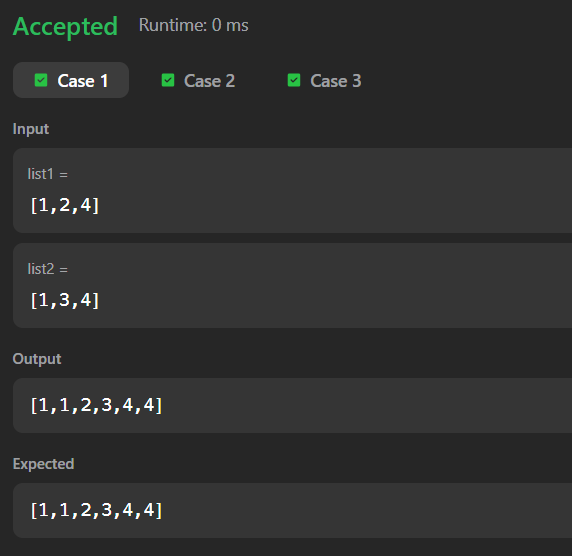 Accepted Runtime: 0 ms
Case 1 Case 2 Case 3
Input
list1 =
[1,2,4]
list2 =
[1,3,4]
Output
[1,1,2,3,4,4]
Expected
[1,1,2,3,4,4]